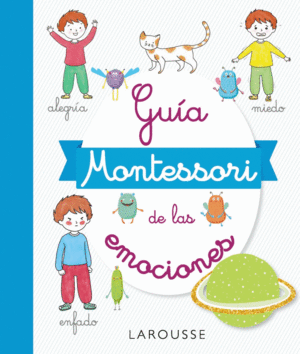 alegría
miedo
Guía
Montessori
de las
emociones
enfado
LAROUSSE